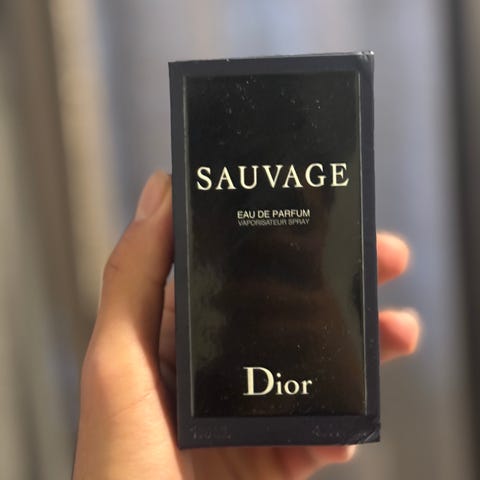 SAUVAGE
EAU DE PARFUM
VAPORISATEUR SPRAY
Dior